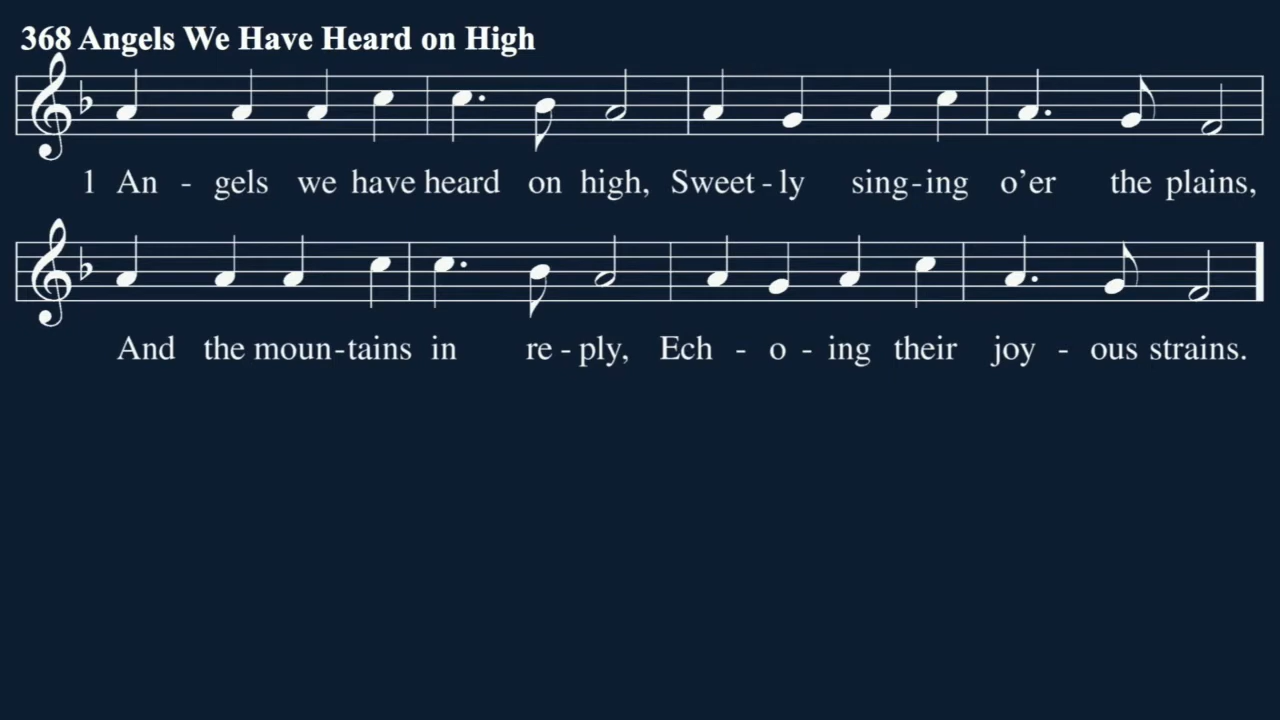 368 Angels We Have Heard on High
1 An - gels we have heard on high, Sweet - ly sing - ing o’er the plains,
And the moun - tains in re - ply, Ech - o - ing their joy - ous strains.